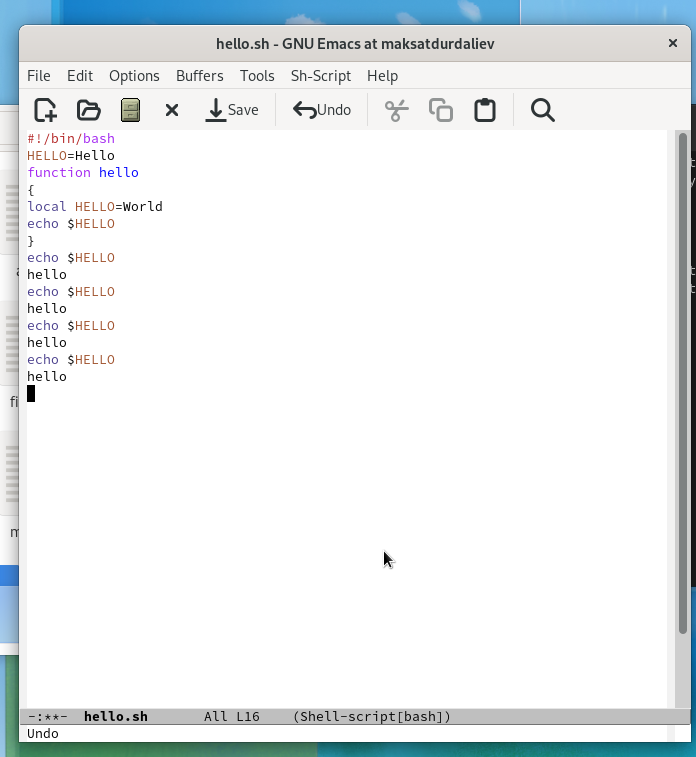 hello.sh - GNU Emacs at maksatdurdaliev
File Edit Options Buffers Tools Sh-Script Help
Save Undo
#!/bin/bash
HELLO=Hello
function hello
{
local HELLO=World
echo $HELLO
}
echo $HELLO
hello
echo $HELLO
hello
echo $HELLO
hello
echo $HELLO
hello
-:**- hello.sh All L16 (Shell-script[bash])
Undo